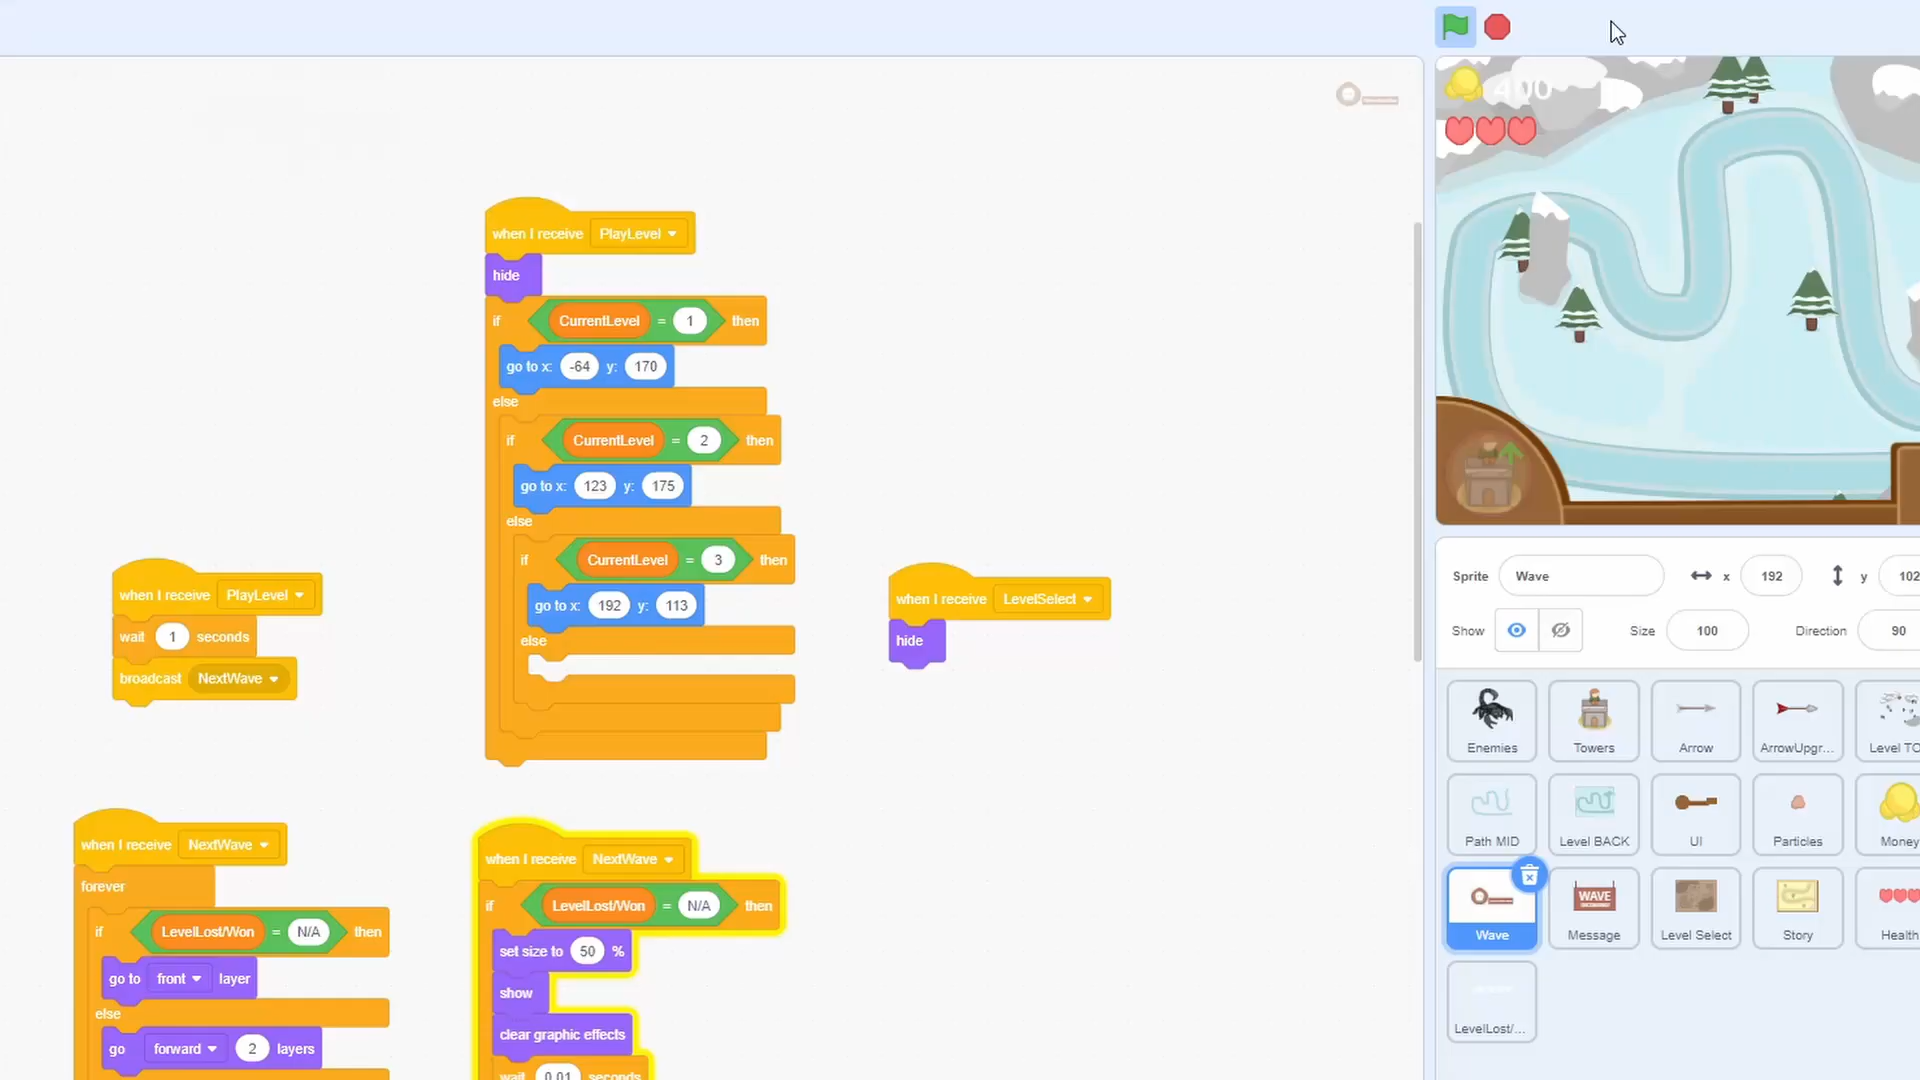 400
when I receive PlayLevel
hide
if CurrentLevel = 1 then
go to x: -64 y: 170
else
if CurrentLevel = 2 then
go to x: 123 y: 175
else
if CurrentLevel = 3 then
go to x: 192 y: 113
else
when I receive LevelSelect
hide
when I receive PlayLevel
wait 1 seconds
broadcast NextWave
when I receive NextWave
forever
if LevelLost/Won = N/A then
go to front layer
else
go forward 2 layers
when I receive NextWave
if LevelLost/Won = N/A then
set size to 50 %
show
clear graphic effects
wait 0.01 seconds
Sprite Wave x 192 y 102
Show Size 100 Direction 90
Enemies Towers Arrow ArrowUpgr... Level TO
Path MID Level BACK UI Particles Money
WAVE
Wave Message Level Select Story Health
LevelLost/...